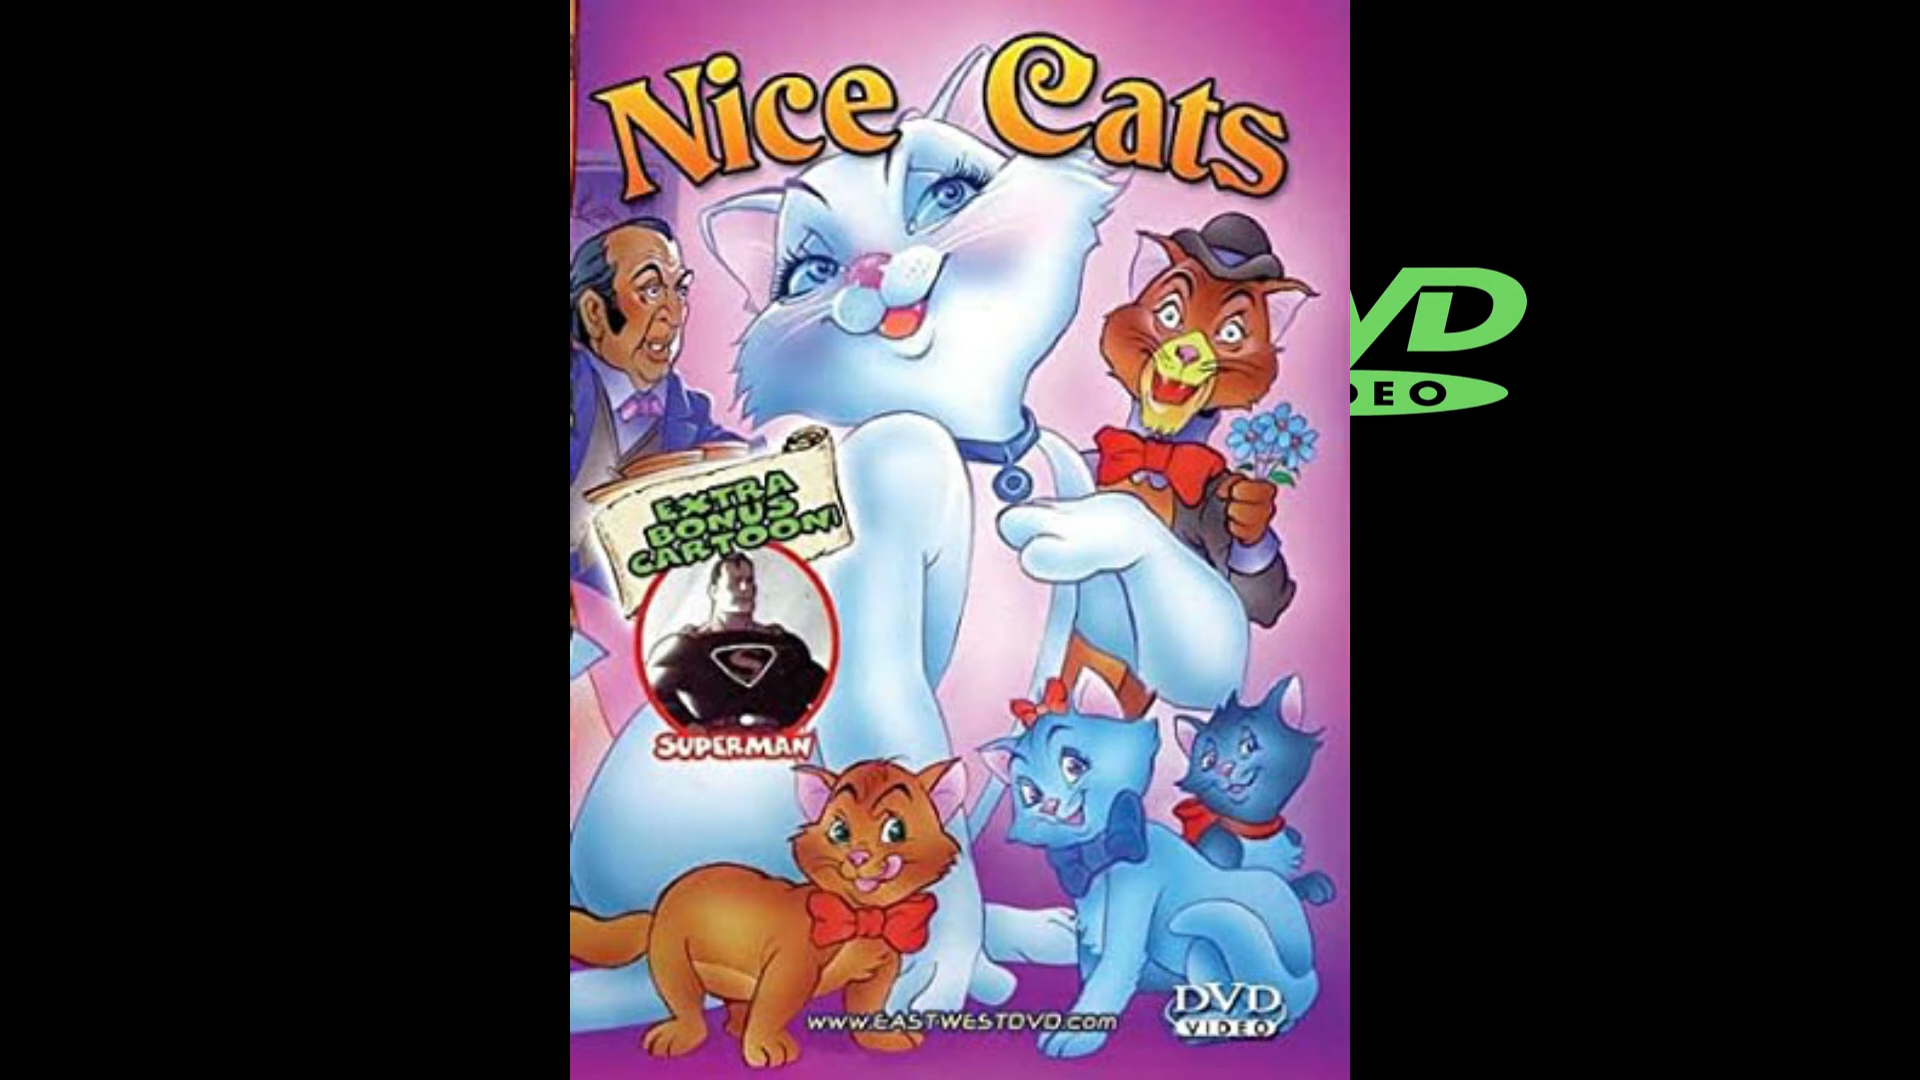 Nice Cats
EXTRA
BONUS
CARTOON!
SUPERMAN
www.EASTWESTDVD.com
DVD
VIDEO
VD
DEO